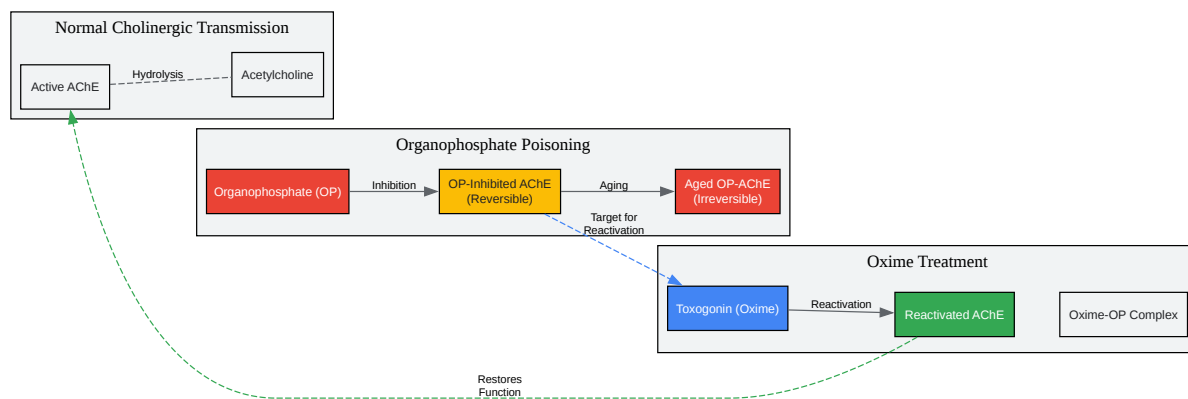 Normal Cholinergic Transmission
Active AChE
Hydrolysis
Acetylcholine
Organophosphate Poisoning
Organophosphate (OP)
Inhibition
OP-Inhibited AChE
(Reversible)
Aging
Aged OP-AChE
(Irreversible)
Target for
Reactivation
Oxime Treatment
Toxogonin (Oxime)
Reactivation
Reactivated AChE
Oxime-OP Complex
Restores
Function